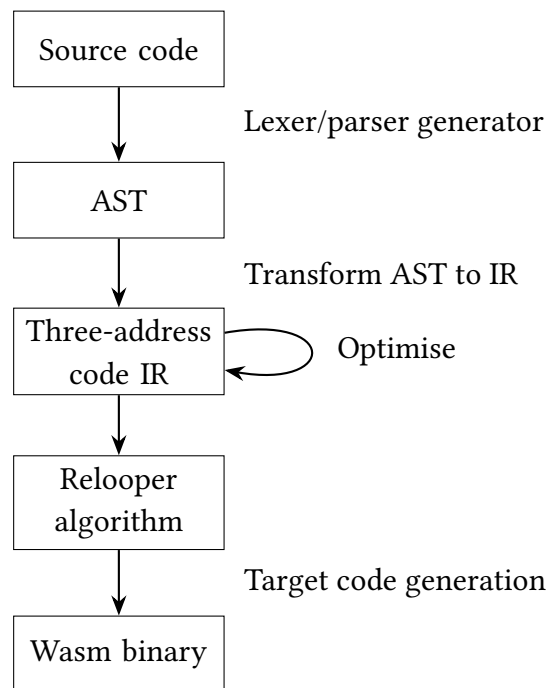 Source code
Lexer/parser generator
AST
Transform AST to IR
Three-address
code IR
Optimise
Relooper
algorithm
Target code generation
Wasm binary